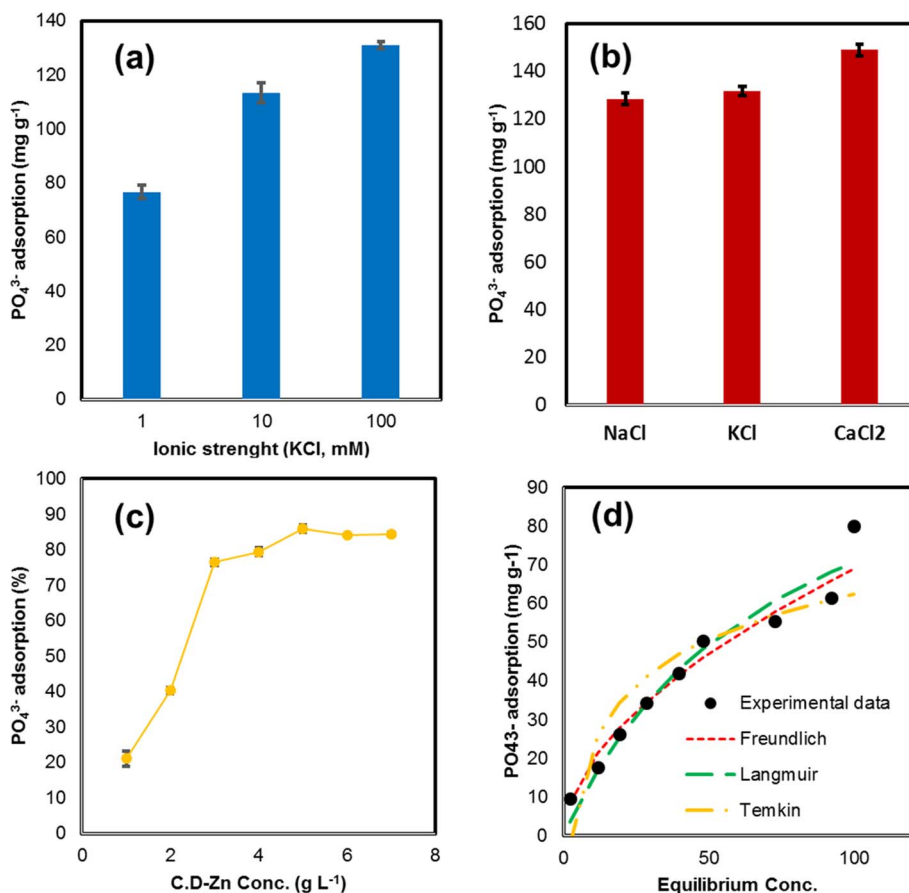 (a)
PO₄³⁻ adsorption (mg g⁻¹)
140
120
100
80
60
40
20
0
1 10 100
Ionic strenght (KCl, mM)
(b)
PO₄³⁻ adsorption (mg g⁻¹)
160
140
120
100
80
60
40
20
0
NaCl KCl CaCl2
(c)
PO₄³⁻ adsorption (%)
100
90
80
70
60
50
40
30
20
10
0
0 2 4 6 8
C.D-Zn Conc. (g L⁻¹)
(d)
PO43- adsorption (mg g-1)
90
80
70
60
50
40
30
20
10
0
Experimental data
Freundlich
Langmuir
Temkin
0 50 100
Equilibrium Conc.